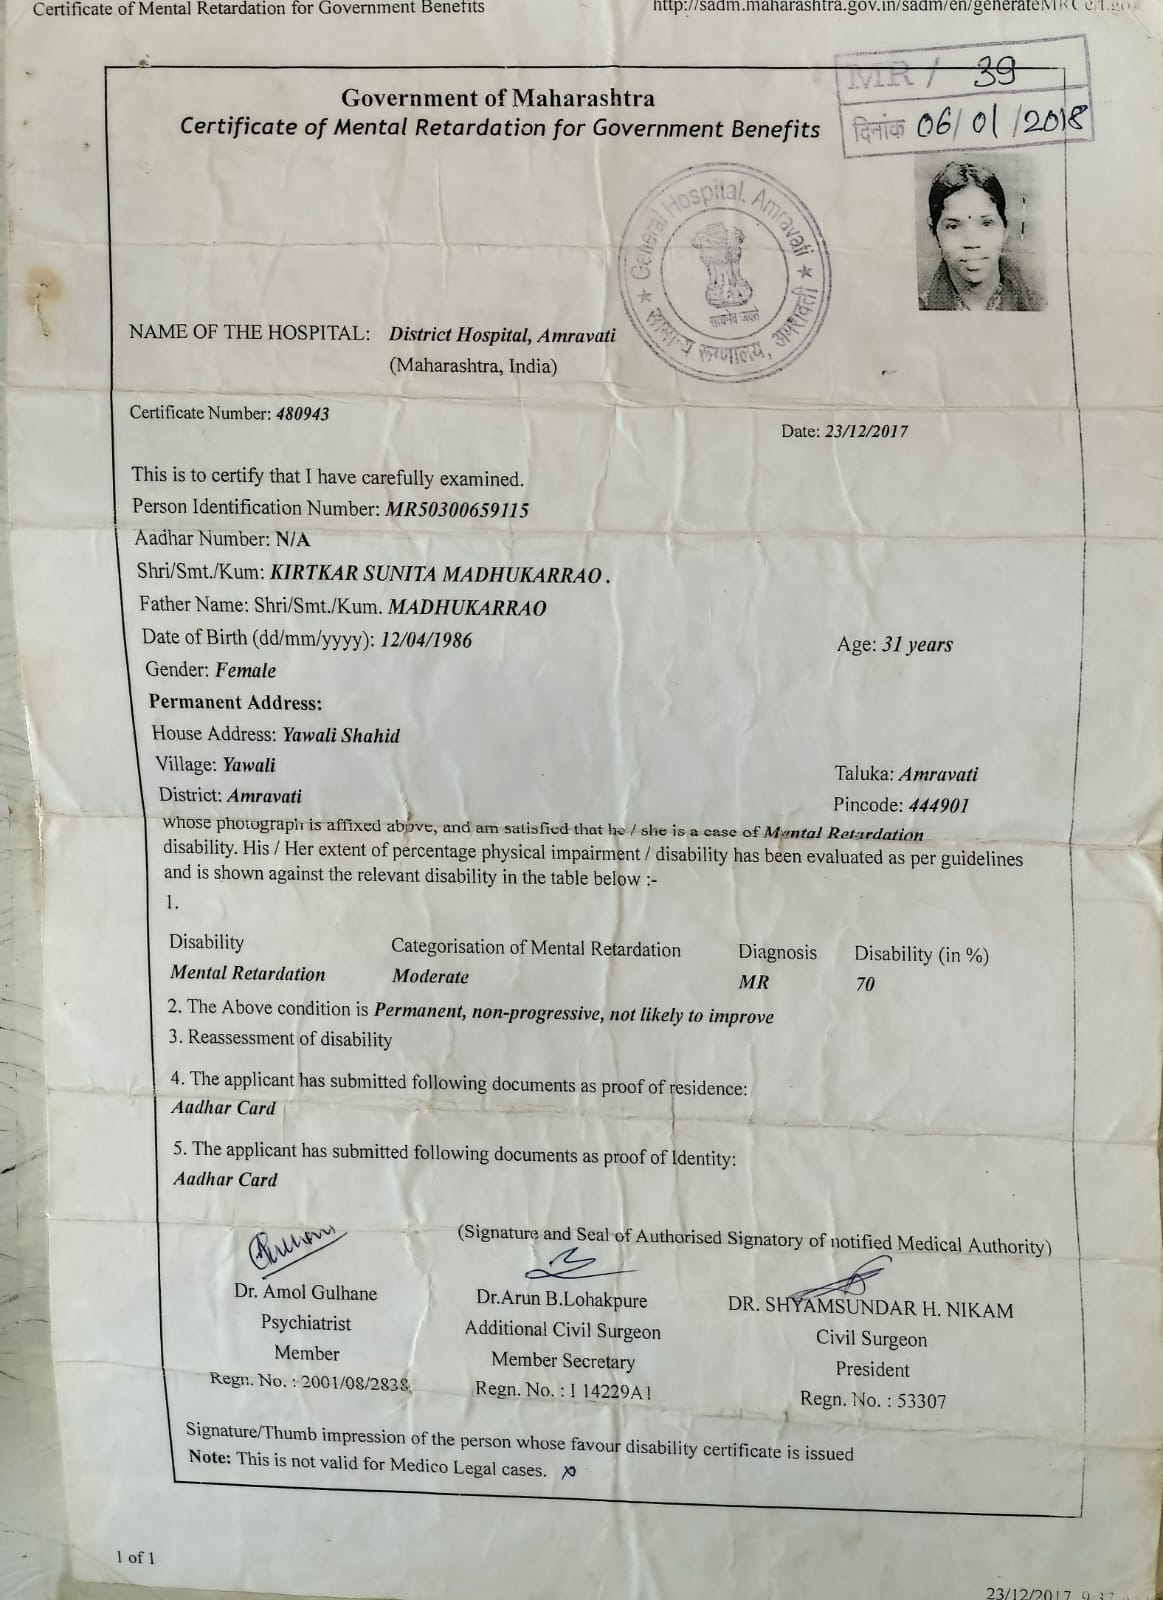 Certificate of Mental Retardation for Government Benefits
http://sadm.maharashtra.gov.in/sadm/en/generateMRCert.go
MR / 39
दिनांक 06/01/2018
Government of Maharashtra
Certificate of Mental Retardation for Government Benefits
General Hospital, Amravati
सत्यमेव जयते
सामान्य रुग्णालय, अमरावती
NAME OF THE HOSPITAL: District Hospital, Amravati
(Maharashtra, India)
Certificate Number: 480943
Date: 23/12/2017
This is to certify that I have carefully examined.
Person Identification Number: MR50300659115
Aadhar Number: N/A
Shri/Smt./Kum: KIRTKAR SUNITA MADHUKARRAO .
Father Name: Shri/Smt./Kum. MADHUKARRAO
Date of Birth (dd/mm/yyyy): 12/04/1986 Age: 31 years
Gender: Female
Permanent Address:
House Address: Yawali Shahid
Village: Yawali Taluka: Amravati
District: Amravati Pincode: 444901
whose photograph is affixed above, and am satisfied that he / she is a case of Mental Retardation
disability. His / Her extent of percentage physical impairment / disability has been evaluated as per guidelines
and is shown against the relevant disability in the table below :-
1.
Disability Categorisation of Mental Retardation Diagnosis Disability (in %)
Mental Retardation Moderate MR 70
2. The Above condition is Permanent, non-progressive, not likely to improve
3. Reassessment of disability
4. The applicant has submitted following documents as proof of residence:
Aadhar Card
5. The applicant has submitted following documents as proof of Identity:
Aadhar Card
(Signature and Seal of Authorised Signatory of notified Medical Authority)
Dr. Amol Gulhane Dr.Arun B.Lohakpure DR. SHYAMSUNDAR H. NIKAM
Psychiatrist Additional Civil Surgeon Civil Surgeon
Member Member Secretary President
Regn. No. : 2001/08/2838 Regn. No. : I 14229A1 Regn. No. : 53307
Signature/Thumb impression of the person whose favour disability certificate is issued
Note: This is not valid for Medico Legal cases.
1 of 1
23/12/2017